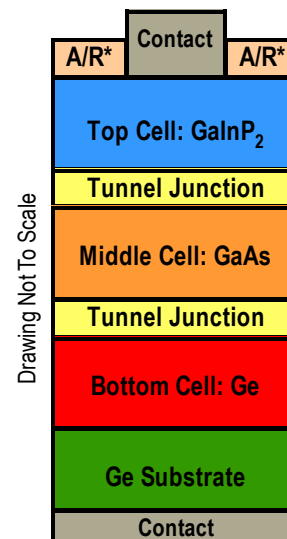 Contact
A/R*
A/R*
Top Cell: GaInP₂
Tunnel Junction
Middle Cell: GaAs
Tunnel Junction
Bottom Cell: Ge
Ge Substrate
Contact
Drawing Not To Scale